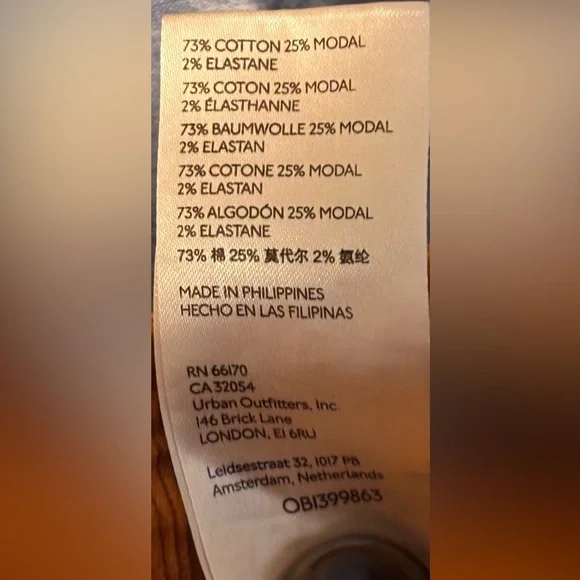 73% COTTON 25% MODAL
2% ELASTANE
73% COTON 25% MODAL
2% ÉLASTHANNE
73% BAUMWOLLE 25% MODAL
2% ELASTAN
73% COTONE 25% MODAL
2% ELASTAN
73% ALGODÓN 25% MODAL
2% ELASTANE
73% 棉 25% 莫代尔 2% 氨纶
MADE IN PHILIPPINES
HECHO EN LAS FILIPINAS
RN 66170
CA 32054
Urban Outfitters, Inc.
146 Brick Lane
LONDON, E1 6RU
Leidsestraat 32, 1017 PB
Amsterdam, Netherlands
OB1399863